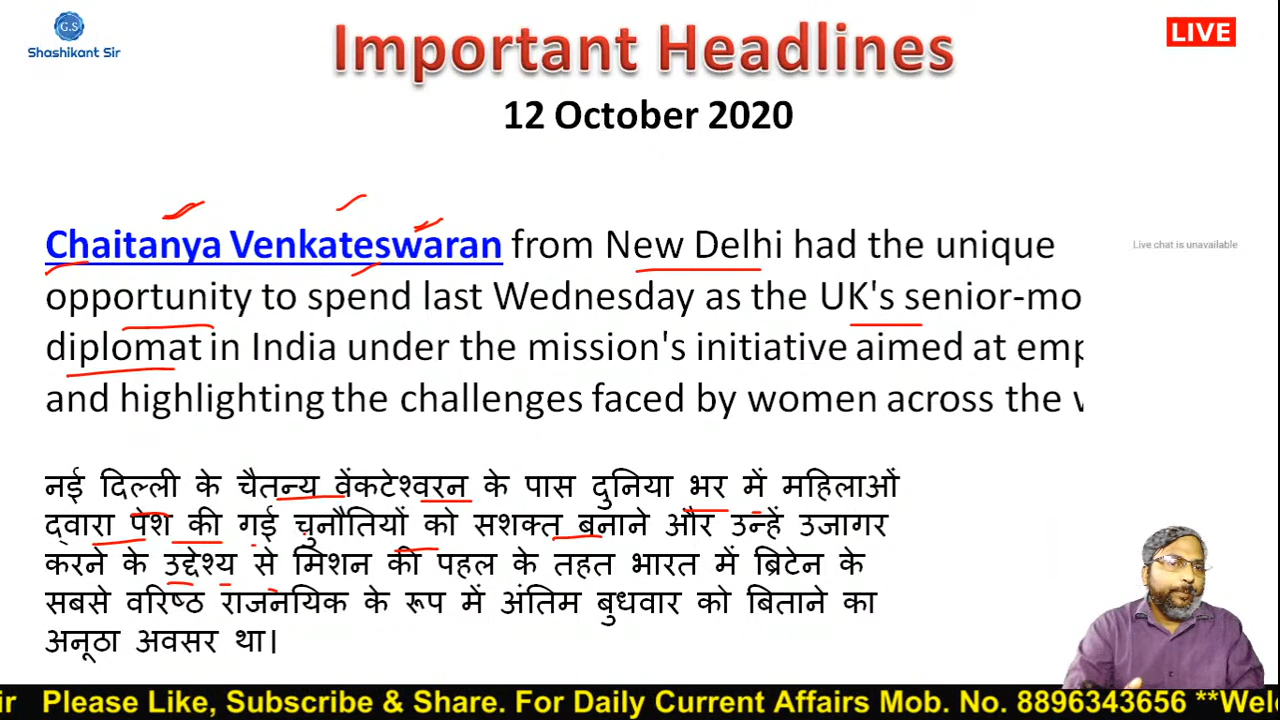 G.S
Shashikant Sir
Important Headlines
LIVE
12 October 2020
Chaitanya Venkateswaran from New Delhi had the unique
Live chat is unavailable
opportunity to spend last Wednesday as the UK's senior-mo
diplomat in India under the mission's initiative aimed at emp
and highlighting the challenges faced by women across the
नई दिल्ली के चैतन्य वेंकटेश्वरन के पास दुनिया भर में महिलाओं
द्वारा पेश की गई चुनौतियों को सशक्त बनाने और उन्हें उजागर
करने के उद्देश्य से मिशन की पहल के तहत भारत में ब्रिटेन के
सबसे वरिष्ठ राजनयिक के रूप में अंतिम बुधवार को बिताने का
अनूठा अवसर था।
ir Please Like, Subscribe & Share. For Daily Current Affairs Mob. No. 8896343656 **Wel